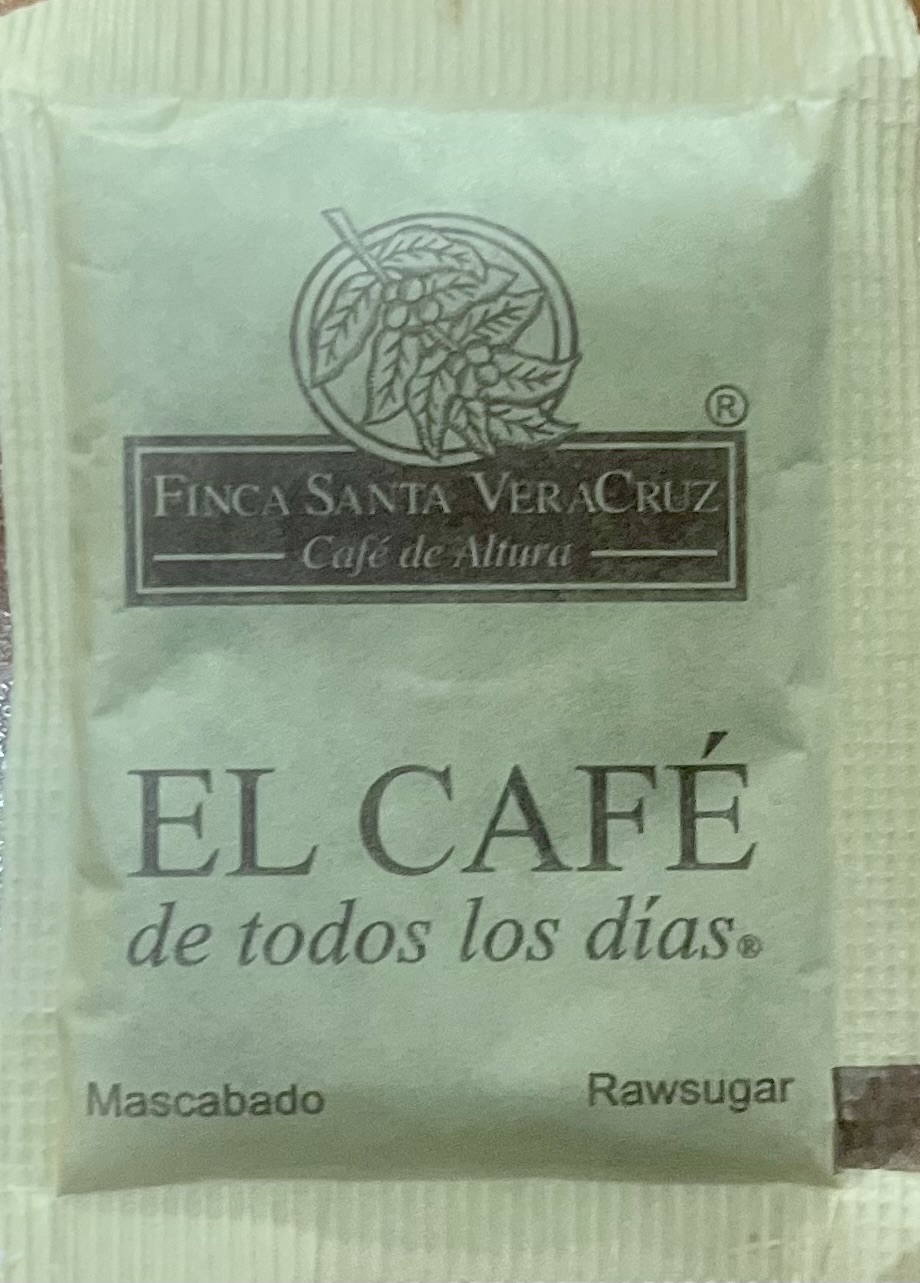 ®
FINCA SANTA VERACRUZ
Café de Altura
EL CAFÉ
de todos los días®
Mascabado Rawsugar